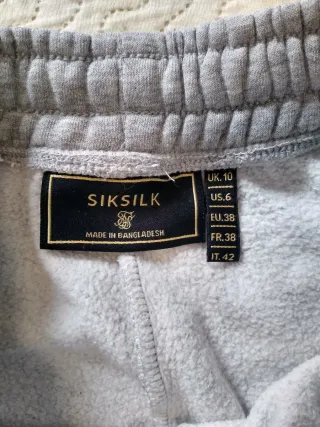 SIKSILK
MADE IN BANGLADESH
UK.10
US.6
EU.38
FR.38
IT.42